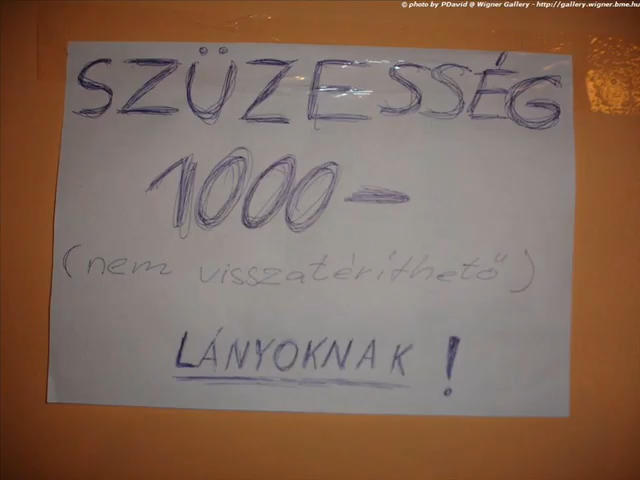 © photo by PDavid @ Wigner Gallery - http://gallery.wigner.bme.hu
SZÜZESSÉG
1000-
(nem visszatéríthető)
LÁNYOKNAK !